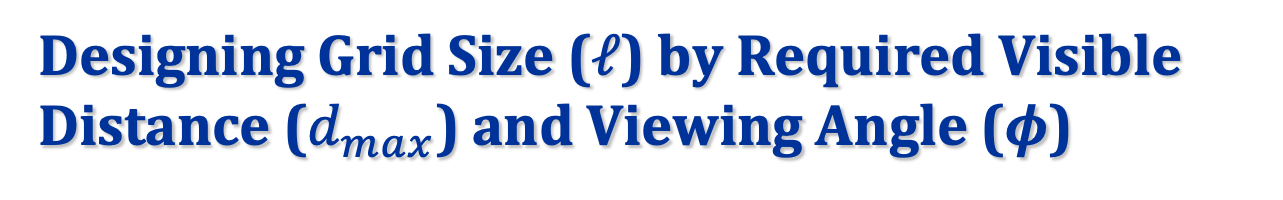 Designing Grid Size (ℓ) by Required Visible
Distance (d_max) and Viewing Angle (ϕ)